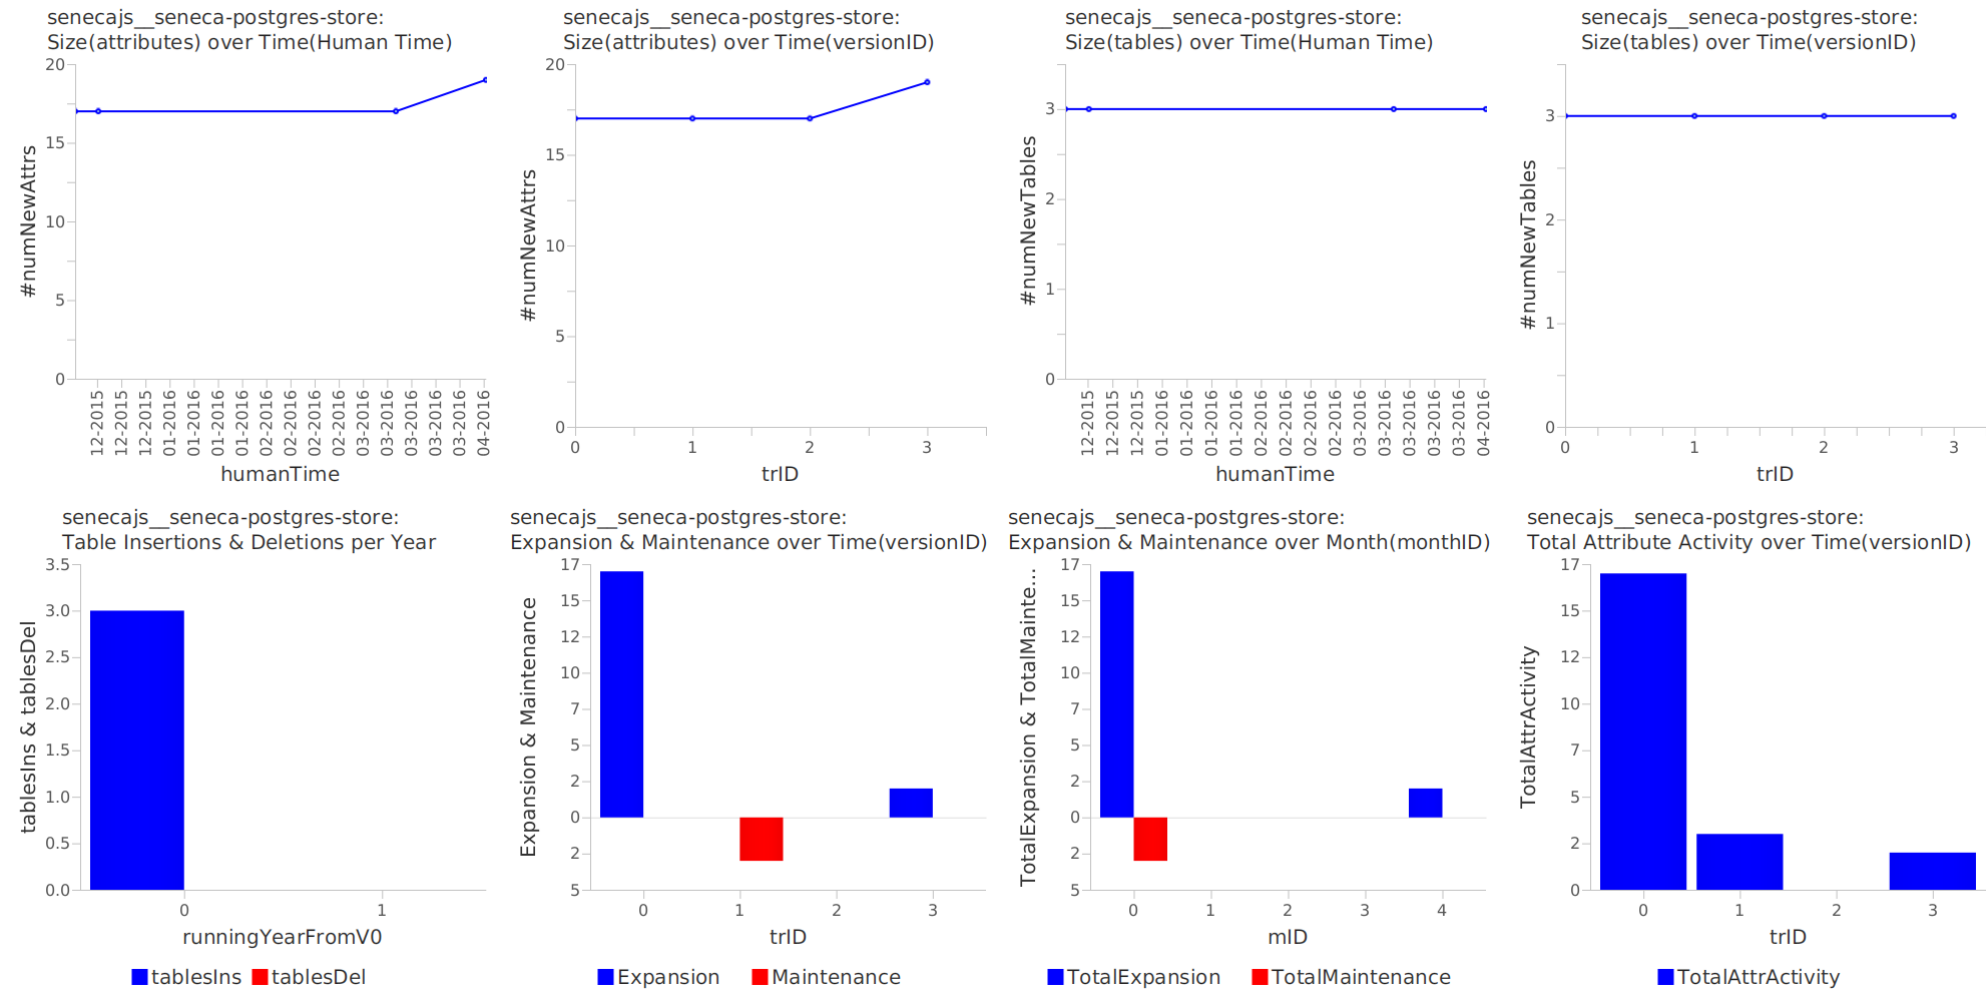 senecajs__seneca-postgres-store:
Size(attributes) over Time(Human Time)
#numNewAttrs
20
15
10
5
0
12-2015
12-2015
12-2015
01-2016
01-2016
01-2016
01-2016
02-2016
02-2016
02-2016
02-2016
03-2016
03-2016
03-2016
03-2016
03-2016
04-2016
humanTime
senecajs__seneca-postgres-store:
Size(attributes) over Time(versionID)
#numNewAttrs
20
15
10
5
0
0 1 2 3
trID
senecajs__seneca-postgres-store:
Size(tables) over Time(Human Time)
#numNewTables
3
2
1
0
12-2015
12-2015
12-2015
01-2016
01-2016
01-2016
01-2016
02-2016
02-2016
02-2016
02-2016
03-2016
03-2016
03-2016
03-2016
03-2016
04-2016
humanTime
senecajs__seneca-postgres-store:
Size(tables) over Time(versionID)
#numNewTables
3
2
1
0
0 1 2 3
trID
senecajs__seneca-postgres-store:
Table Insertions & Deletions per Year
tablesIns & tablesDel
3.5
3.0
2.5
2.0
1.5
1.0
0.5
0.0
0 1
runningYearFromV0
tablesIns tablesDel
senecajs__seneca-postgres-store:
Expansion & Maintenance over Time(versionID)
Expansion & Maintenance
17
15
12
10
7
5
2
0
2
5
0 1 2 3
trID
Expansion Maintenance
senecajs__seneca-postgres-store:
Expansion & Maintenance over Month(monthID)
TotalExpansion & TotalMainte...
17
15
12
10
7
5
2
0
2
5
0 1 2 3 4
mID
TotalExpansion TotalMaintenance
senecajs__seneca-postgres-store:
Total Attribute Activity over Time(versionID)
TotalAttrActivity
17
15
12
10
7
5
2
0
0 1 2 3
trID
TotalAttrActivity